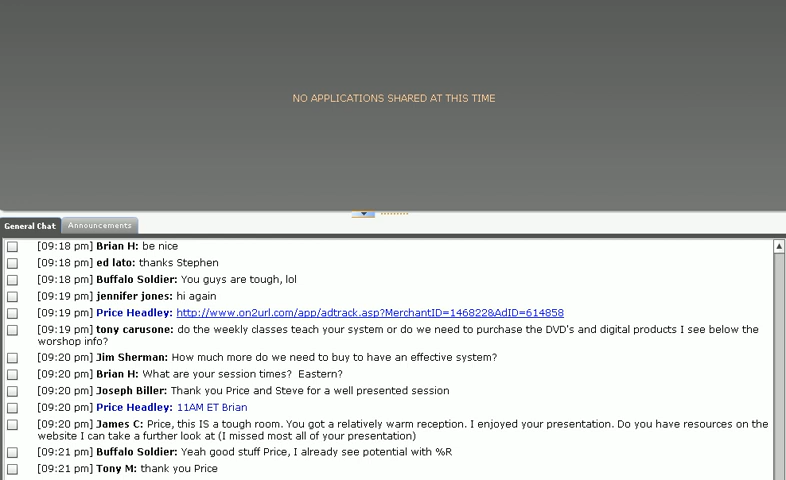 NO APPLICATIONS SHARED AT THIS TIME
General Chat Announcements
[09:18 pm] Brian H: be nice
[09:18 pm] ed lato: thanks Stephen
[09:18 pm] Buffalo Soldier: You guys are tough, lol
[09:19 pm] jennifer jones: hi again
[09:19 pm] Price Headley: http://www.on2url.com/app/adtrack.asp?MerchantID=146822&AdID=614858
[09:19 pm] tony carusone: do the weekly classes teach your system or do we need to purchase the DVD's and digital products I see below the
worshop info?
[09:20 pm] Jim Sherman: How much more do we need to buy to have an effective system?
[09:20 pm] Brian H: What are your session times? Eastern?
[09:20 pm] Joseph Biller: Thank you Price and Steve for a well presented session
[09:20 pm] Price Headley: 11AM ET Brian
[09:20 pm] James C: Price, this IS a tough room. You got a relatively warm reception. I enjoyed your presentation. Do you have resources on the
website I can take a further look at (I missed most all of your presentation)
[09:21 pm] Buffalo Soldier: Yeah good stuff Price, I already see potential with %R
[09:21 pm] Tony M: thank you Price